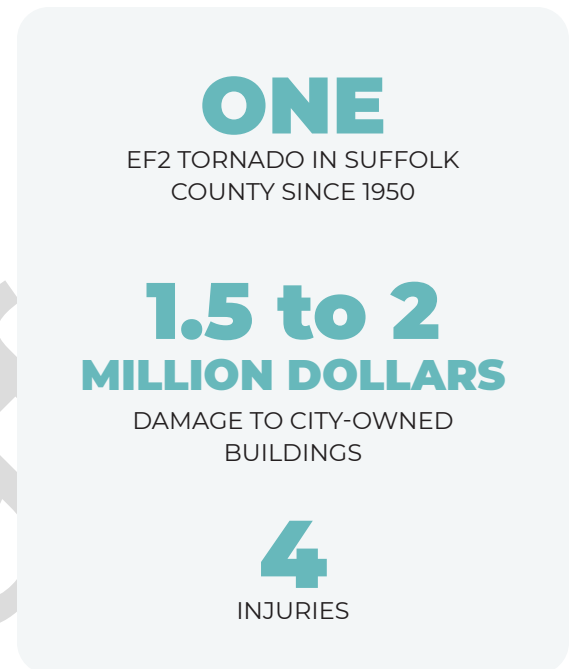 ONE
EF2 TORNADO IN SUFFOLK
COUNTY SINCE 1950
1.5 to 2
MILLION DOLLARS
DAMAGE TO CITY-OWNED
BUILDINGS
4
INJURIES